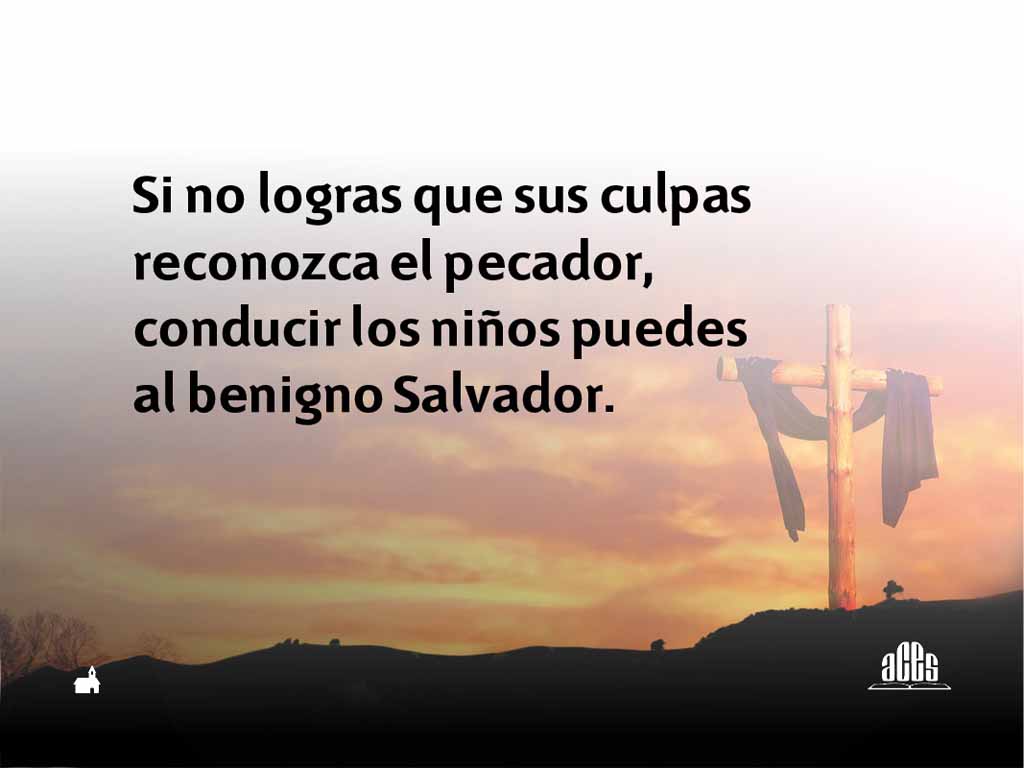 Si no logras que sus culpas
reconozca el pecador,
conducir los niños puedes
al benigno Salvador.
aces